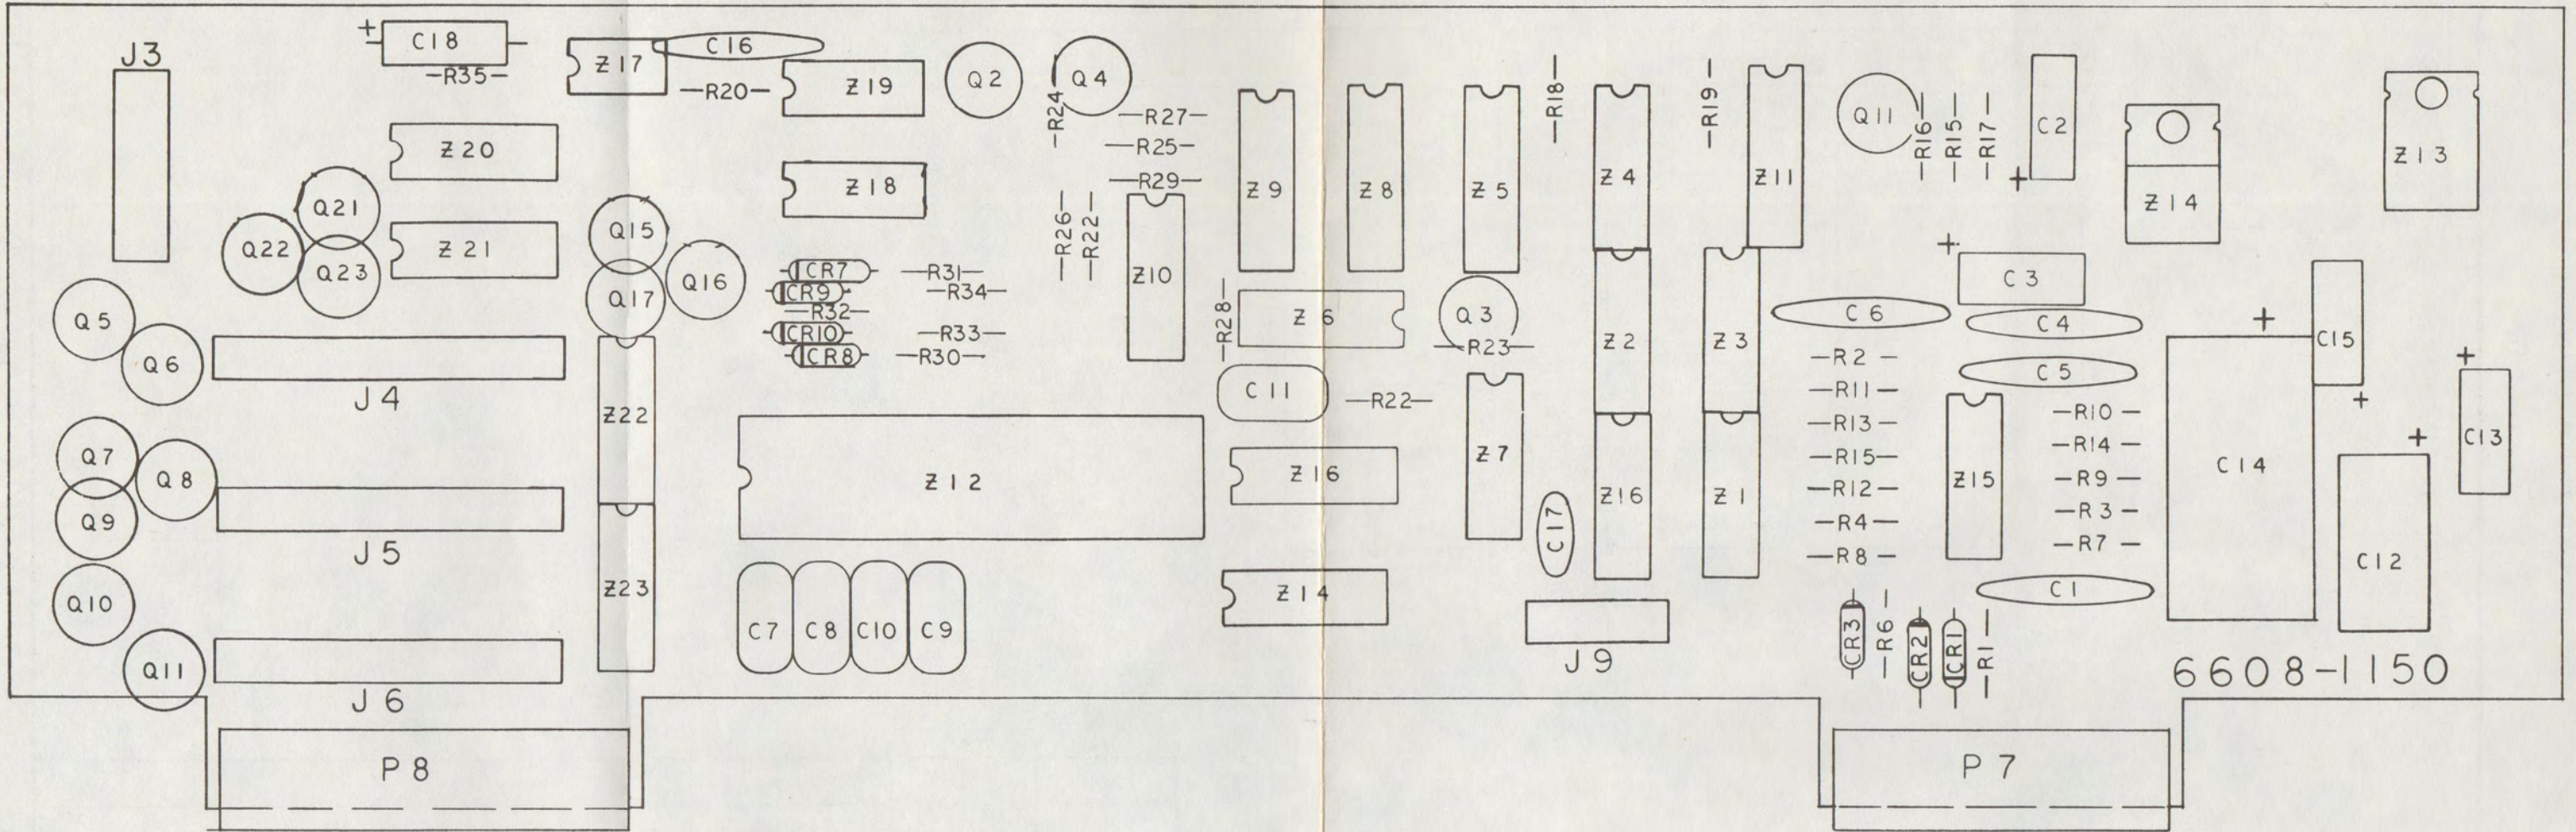 J3
+
C18
R35
Z17
C16
R20
Z19
Q2
R24
Q4
R27
R25
R29
R26
R22
Z10
Z20
Z18
Q21
Q22
Q23
Z21
Q15
Q17
Q16
CR7
R31
CR9
R34
R32
CR10
R33
CR8
R30
Z9
Z8
Z5
R18
Z4
R19
Z11
Q11
R16
R15
R17
C2
+
Z14
Z13
R28
Z6
Q3
R23
Z2
Z3
C6
+
C3
C4
C5
Q5
Q6
J4
Z22
C11
R22
Z7
R2
R11
R13
R15
R12
R4
R8
R10
R14
R9
R3
R7
Z15
+
C14
C15
+
+
C13
+
C12
Q7
Q8
Q9
J5
Z12
Z16
C17
Z16
Z1
C1
Q10
Q11
J6
Z23
C7
C8
C10
C9
Z14
J9
CR3
R6
CR2
CR1
R1
6608-1150
P8
P7